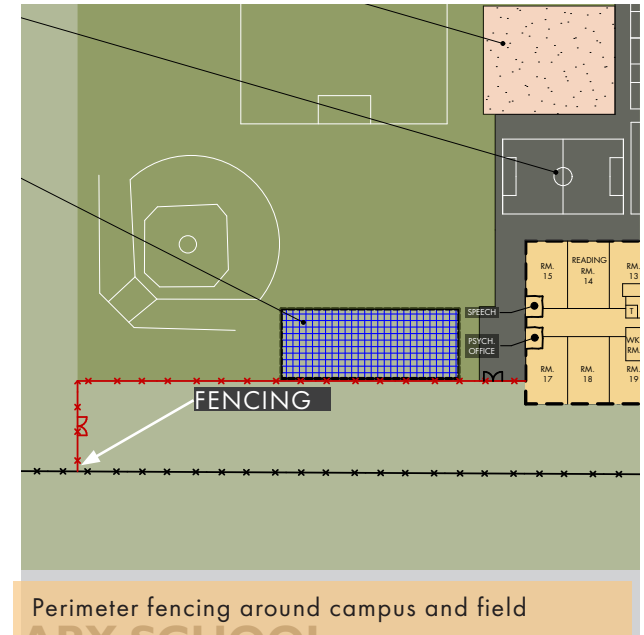 READING
RM.
14
RM.
15
RM.
13
SPEECH
T
PSYCH.
OFFICE
WK
RM.
RM.
17
RM.
18
RM.
19
FENCING
Perimeter fencing around campus and field
SCHOOL